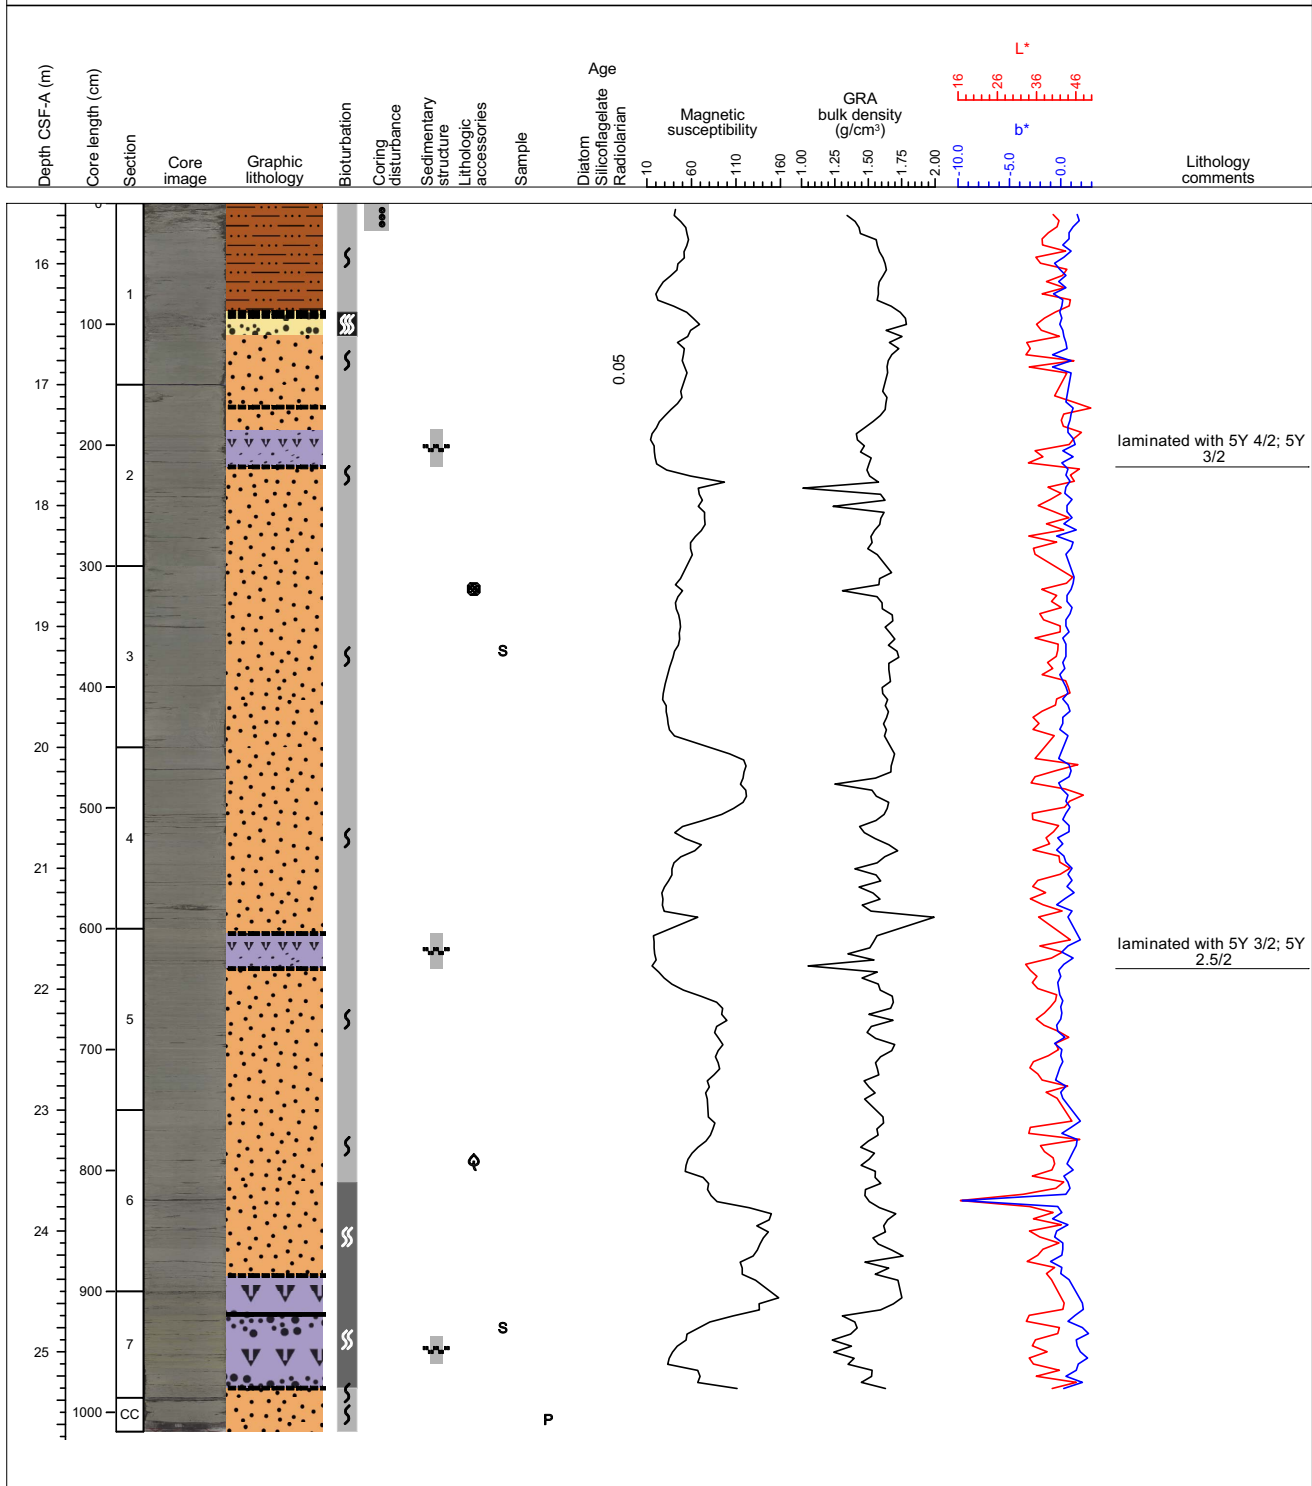 Depth CSF-A (m)
Core length (cm)
Section
Core
image
Graphic
lithology
Bioturbation
Coring
disturbance
Sedimentary
structure
Lithologic
accessories
Sample
Age
Diatom
Silicoflagelate
Radiolarian
Magnetic
susceptibility
10 60 110 160
GRA
bulk density
(g/cm³)
1.00 1.25 1.50 1.75 2.00
L*
16 26 36 46
b*
-10.0 -5.0 0.0
Lithology
comments
0
16
1
100
0.05
17
200
laminated with 5Y 4/2; 5Y
3/2
2
18
300
19
S
3
400
20
500
4
21
600
laminated with 5Y 3/2; 5Y
2.5/2
22
5
700
23
800
6
24
900
S
7
25
1000
CC
P